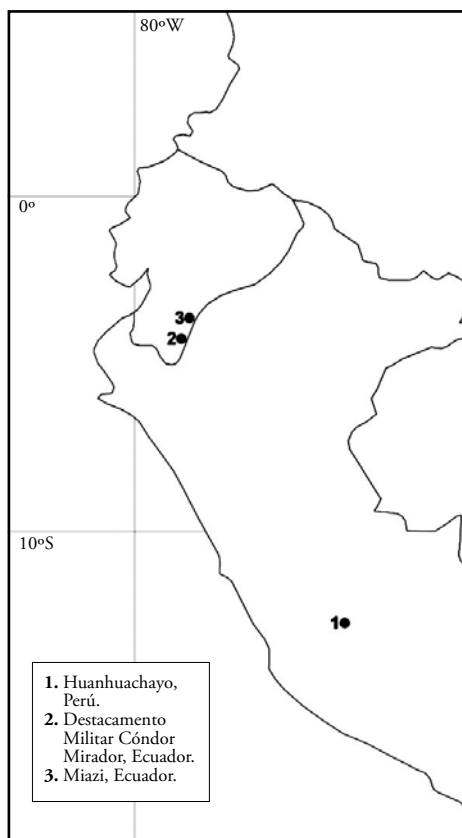 80ºW
0º
3
2
10ºS
1
1. Huanhuachayo,
Perú.
2. Destacamento
Militar Cóndor
Mirador, Ecuador.
3. Miazi, Ecuador.